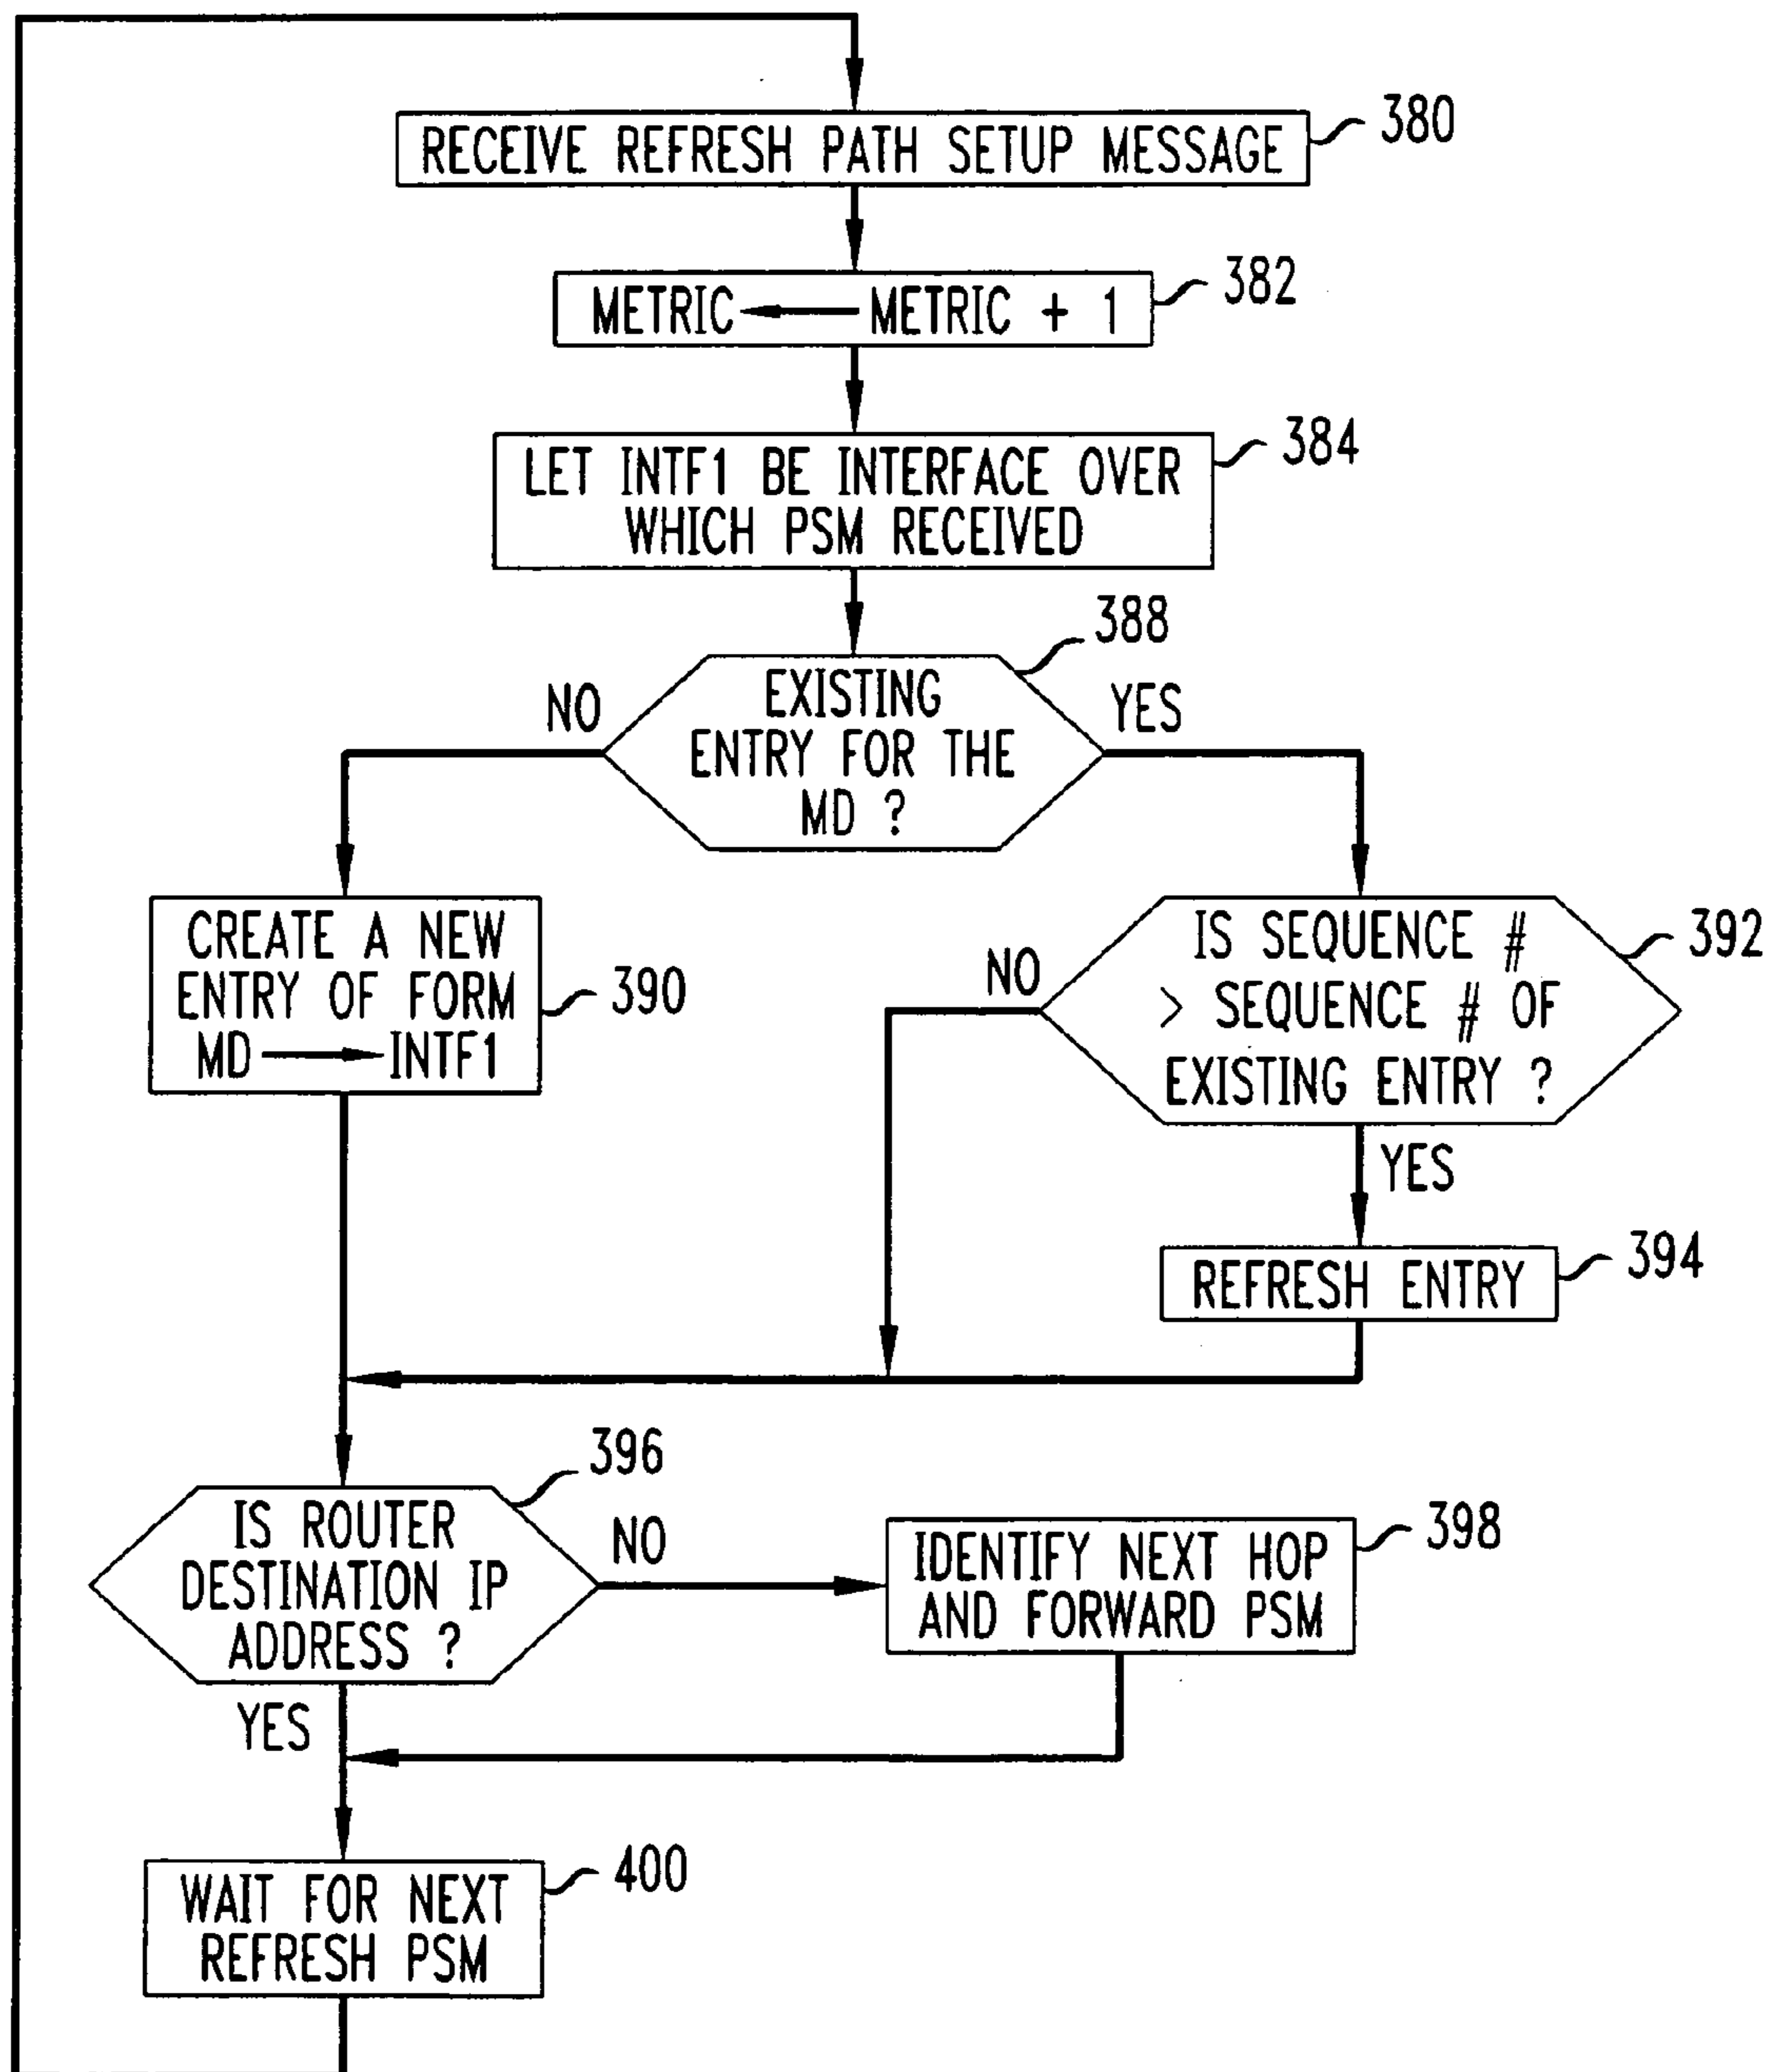 RECEIVE REFRESH PATH SETUP MESSAGE
380
METRIC ← METRIC + 1
382
LET INTF1 BE INTERFACE OVER
WHICH PSM RECEIVED
384
388
EXISTING
ENTRY FOR THE
MD ?
NO
YES
CREATE A NEW
ENTRY OF FORM
MD → INTF1
390
IS SEQUENCE #
> SEQUENCE # OF
EXISTING ENTRY ?
392
NO
YES
REFRESH ENTRY
394
396
IS ROUTER
DESTINATION IP
ADDRESS ?
NO
YES
IDENTIFY NEXT HOP
AND FORWARD PSM
398
WAIT FOR NEXT
REFRESH PSM
400